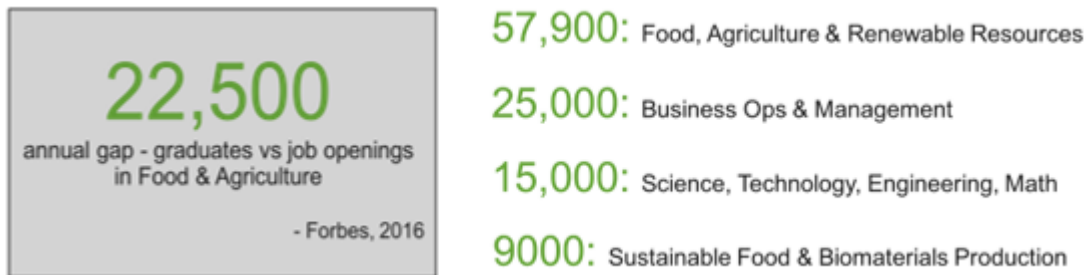 22,500
annual gap - graduates vs job openings
in Food & Agriculture
- Forbes, 2016
57,900: Food, Agriculture & Renewable Resources
25,000: Business Ops & Management
15,000: Science, Technology, Engineering, Math
9000: Sustainable Food & Biomaterials Production